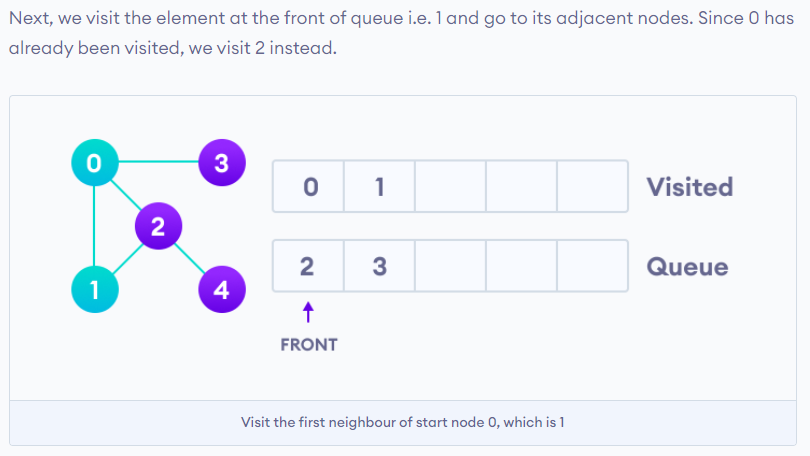 Next, we visit the element at the front of queue i.e. 1 and go to its adjacent nodes. Since 0 has
already been visited, we visit 2 instead.
0
3
2
1
4
0 1 Visited
2 3 Queue
FRONT
Visit the first neighbour of start node 0, which is 1